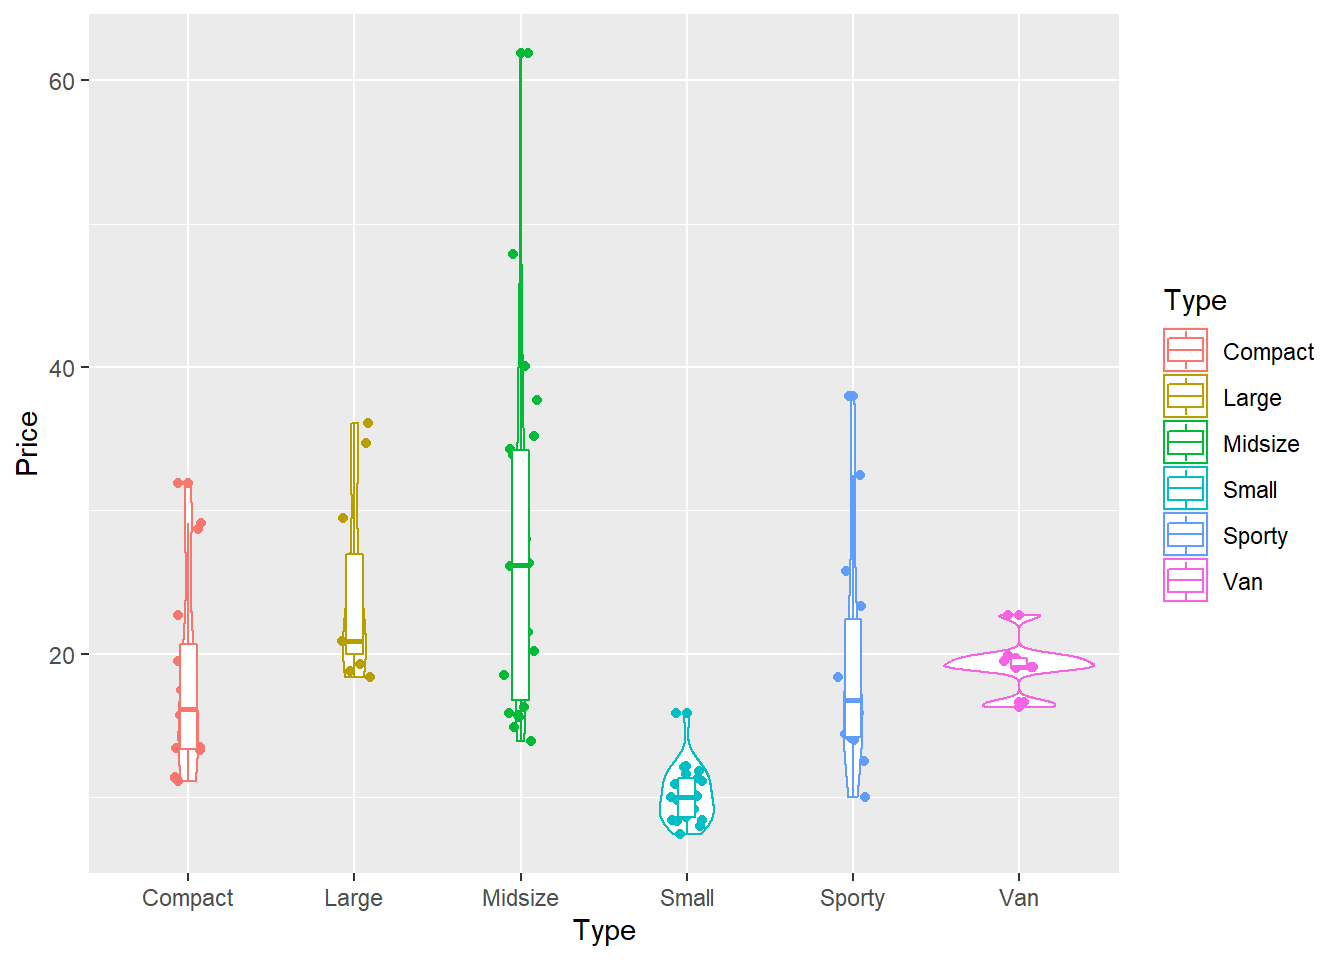 60
40
20
Price
Compact
Large
Midsize
Small
Sporty
Van
Type
Type
Compact
Large
Midsize
Small
Sporty
Van